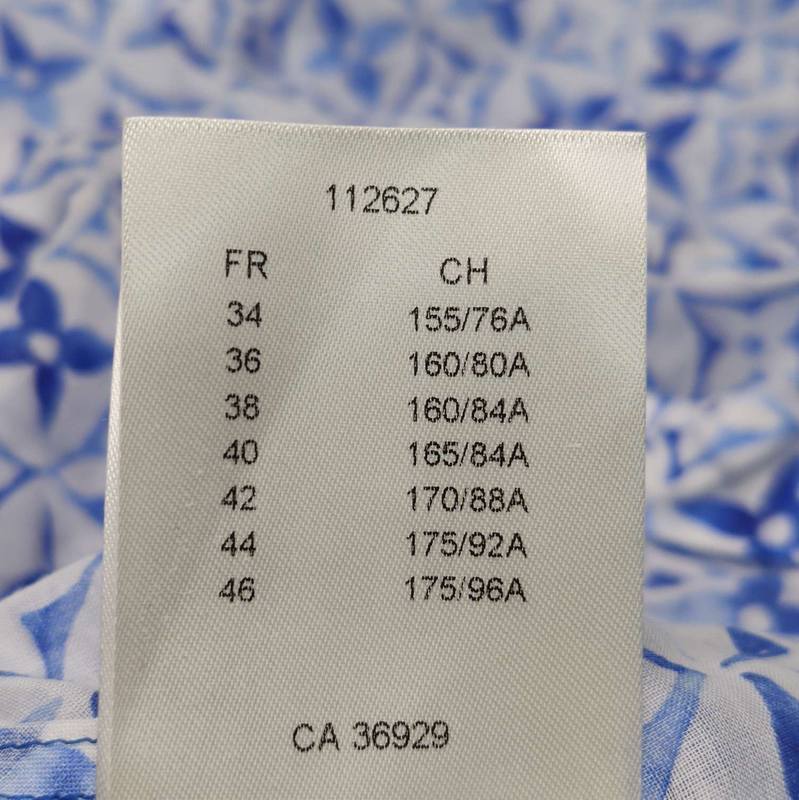 112627
FR CH
34 155/76A
36 160/80A
38 160/84A
40 165/84A
42 170/88A
44 175/92A
46 175/96A
CA 36929